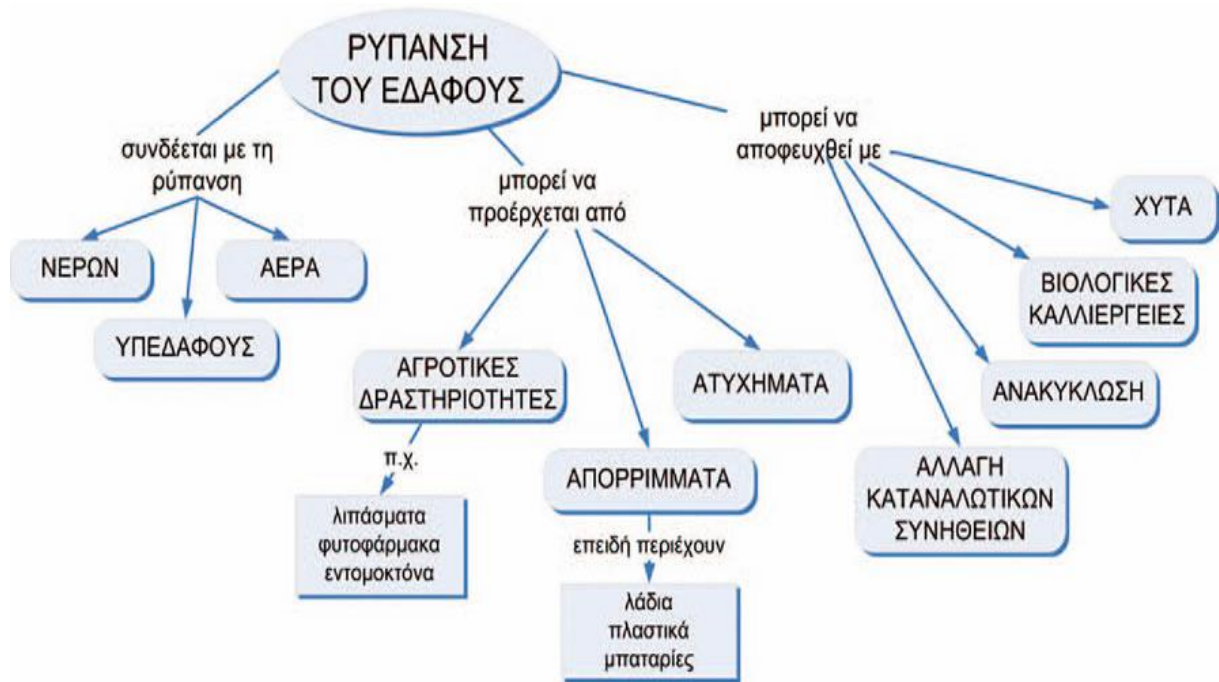 ΡΥΠΑΝΣΗ
ΤΟΥ ΕΔΑΦΟΥΣ
συνδέεται με τη
ρύπανση
ΝΕΡΩΝ
ΑΕΡΑ
ΥΠΕΔΑΦΟΥΣ
μπορεί να
προέρχεται από
ΑΓΡΟΤΙΚΕΣ
ΔΡΑΣΤΗΡΙΟΤΗΤΕΣ
π.χ.
λιπάσματα
φυτοφάρμακα
εντομοκτόνα
ΑΠΟΡΡΙΜΜΑΤΑ
επειδή περιέχουν
λάδια
πλαστικά
μπαταρίες
ΑΤΥΧΗΜΑΤΑ
μπορεί να
αποφευχθεί με
ΧΥΤΑ
ΒΙΟΛΟΓΙΚΕΣ
ΚΑΛΛΙΕΡΓΕΙΕΣ
ΑΝΑΚΥΚΛΩΣΗ
ΑΛΛΑΓΗ
ΚΑΤΑΝΑΛΩΤΙΚΩΝ
ΣΥΝΗΘΕΙΩΝ